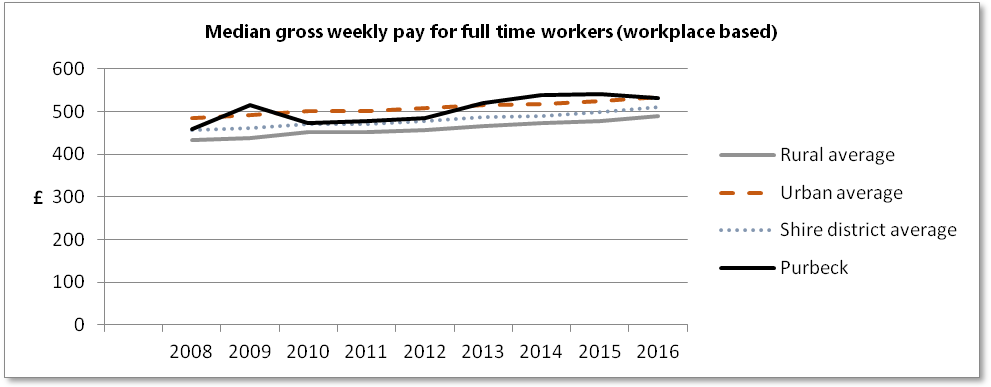 Median gross weekly pay for full time workers (workplace based)
600
500
400
300
200
100
0
£
2008 2009 2010 2011 2012 2013 2014 2015 2016
Rural average
Urban average
Shire district average
Purbeck